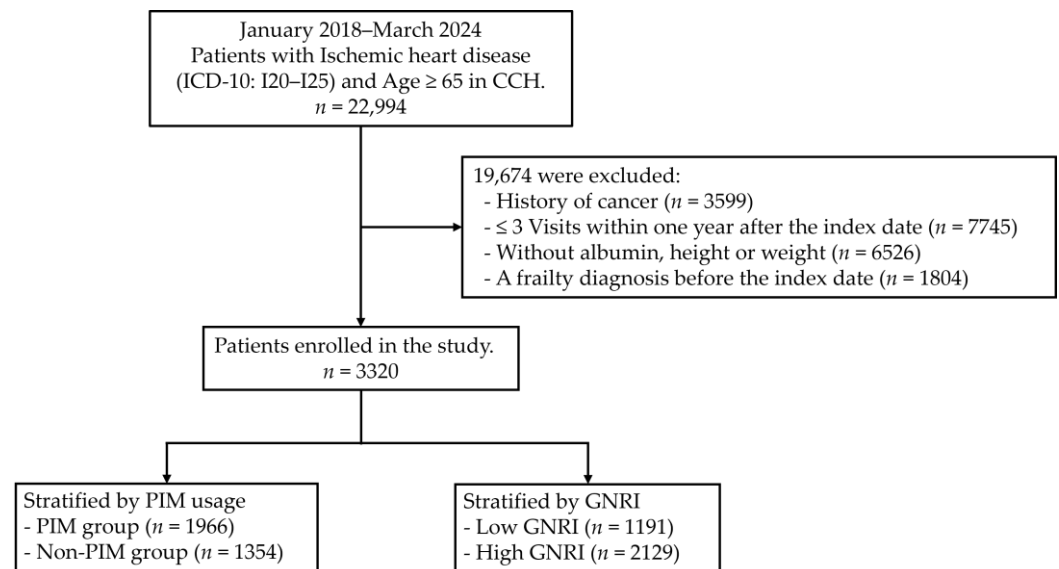 January 2018–March 2024
Patients with Ischemic heart disease
(ICD-10: I20–I25) and Age ≥ 65 in CCH.
n = 22,994
19,674 were excluded:
- History of cancer (n = 3599)
- ≤ 3 Visits within one year after the index date (n = 7745)
- Without albumin, height or weight (n = 6526)
- A frailty diagnosis before the index date (n = 1804)
Patients enrolled in the study.
n = 3320
Stratified by PIM usage
- PIM group (n = 1966)
- Non-PIM group (n = 1354)
Stratified by GNRI
- Low GNRI (n = 1191)
- High GNRI (n = 2129)